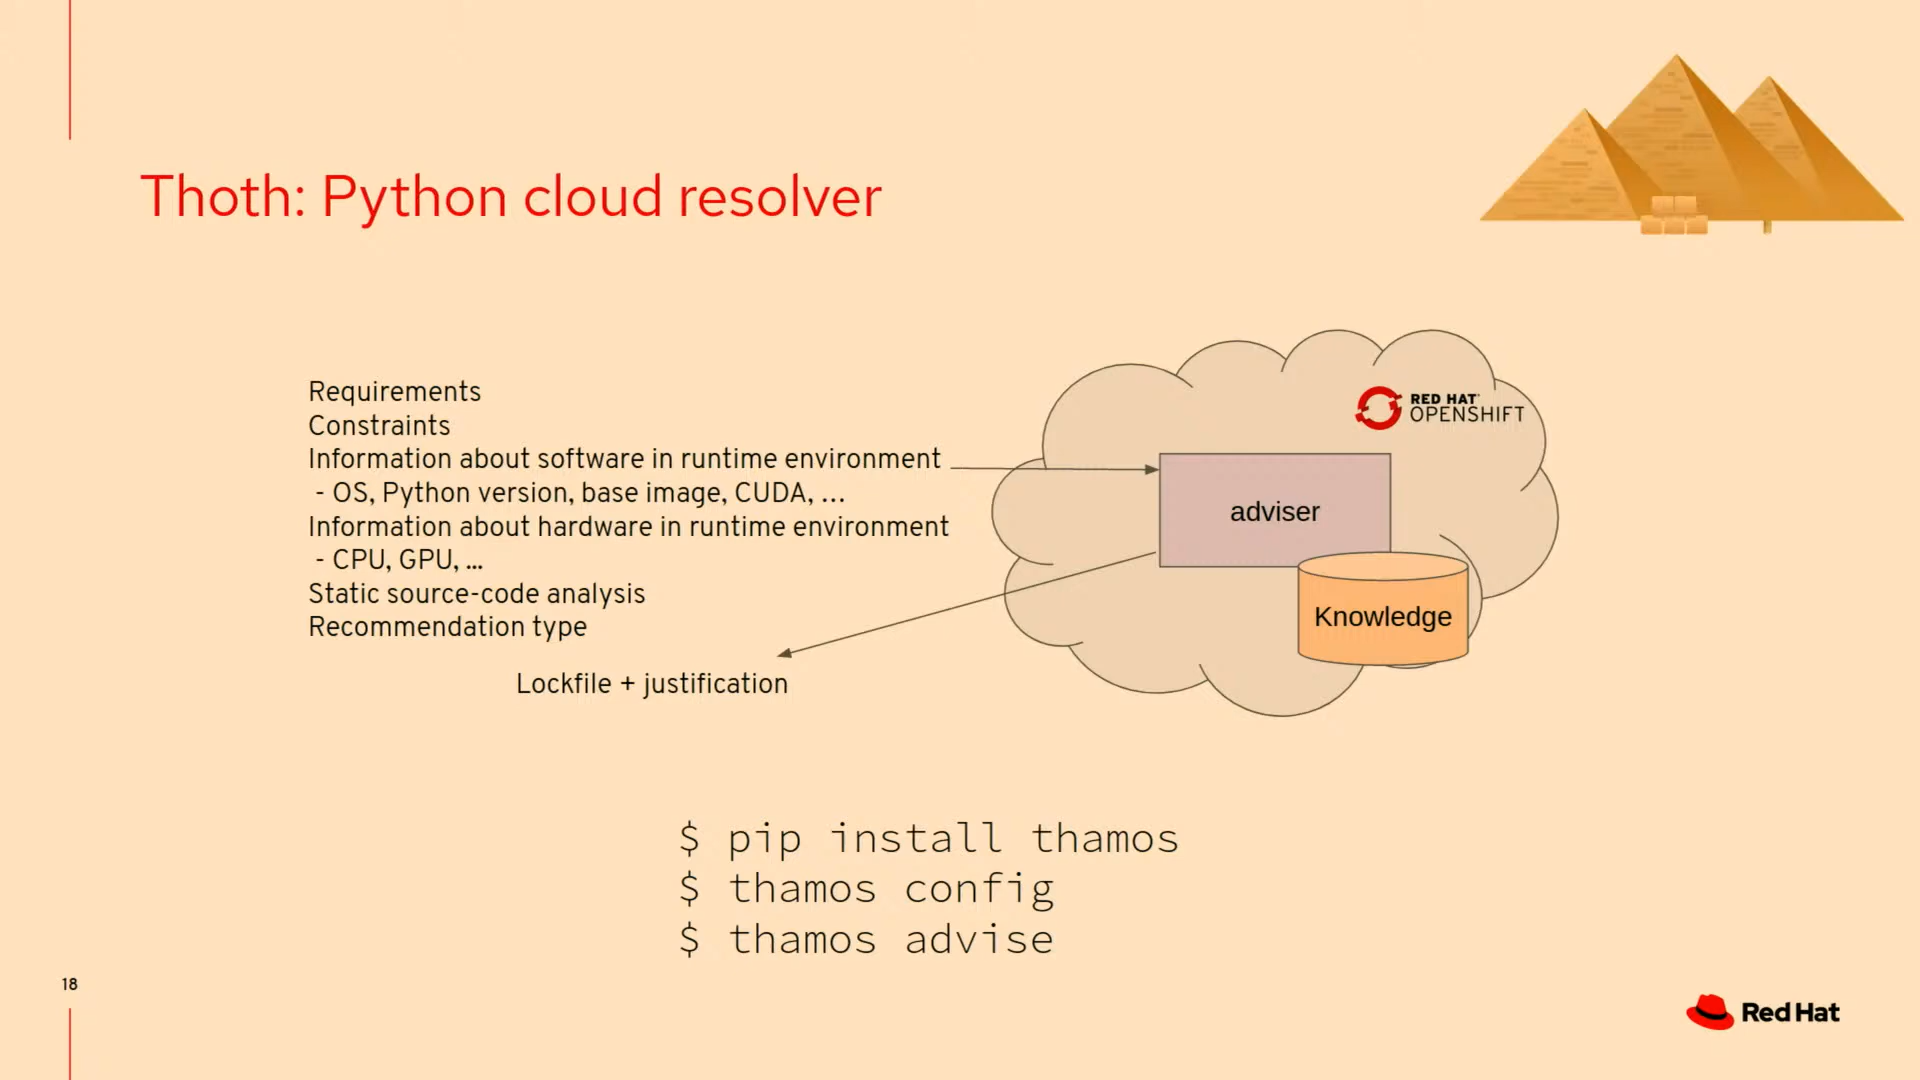 Thoth: Python cloud resolver
Requirements
Constraints
Information about software in runtime environment
- OS, Python version, base image, CUDA, ...
Information about hardware in runtime environment
- CPU, GPU, ...
Static source-code analysis
Recommendation type
Lockfile + justification
RED HAT
OPENSHIFT
adviser
Knowledge
$ pip install thamos
$ thamos config
$ thamos advise
18
Red Hat